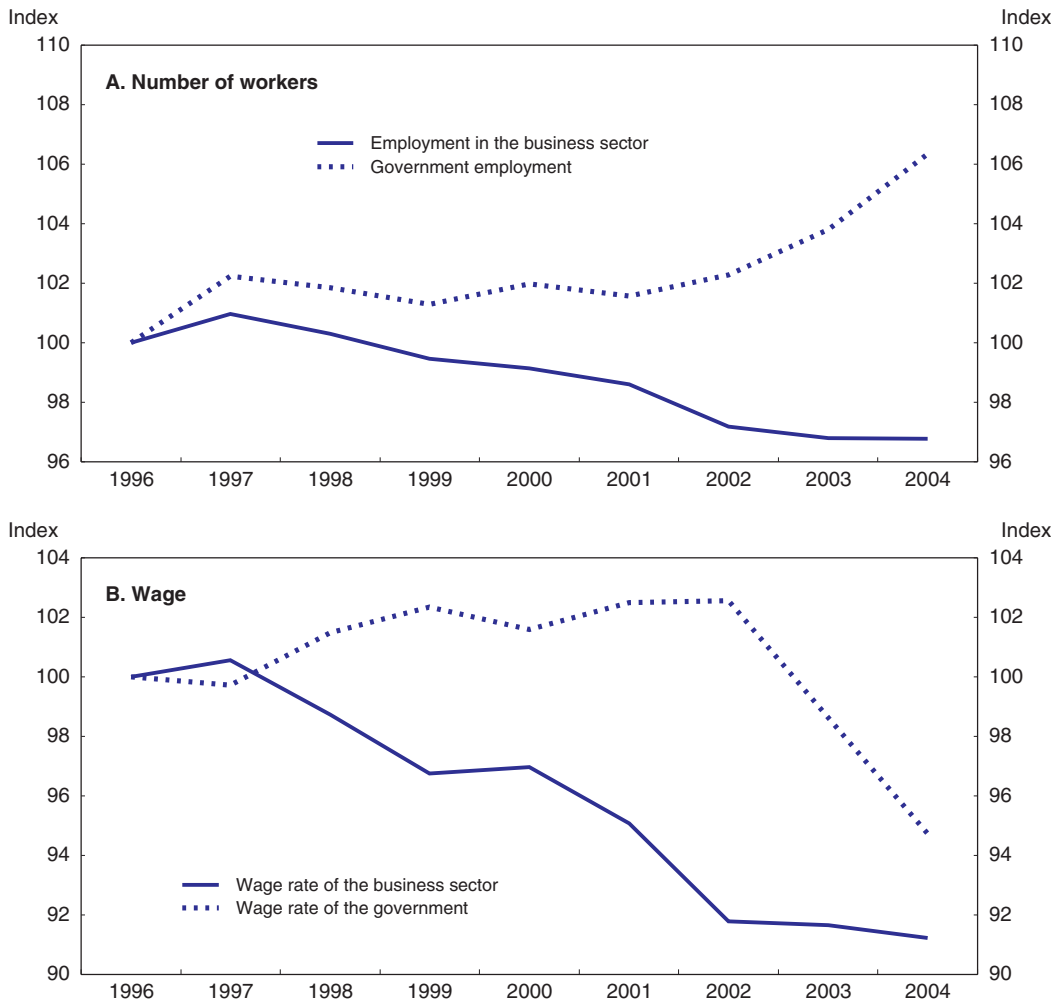 Index Index
110 110
A. Number of workers
108 108
Employment in the business sector
106 Government employment 106
104 104
102 102
100 100
98 98
96 96
1996 1997 1998 1999 2000 2001 2002 2003 2004
Index Index
104 104
B. Wage
102 102
100 100
98 98
96 96
94 94
Wage rate of the business sector
92 Wage rate of the government 92
90 90
1996 1997 1998 1999 2000 2001 2002 2003 2004